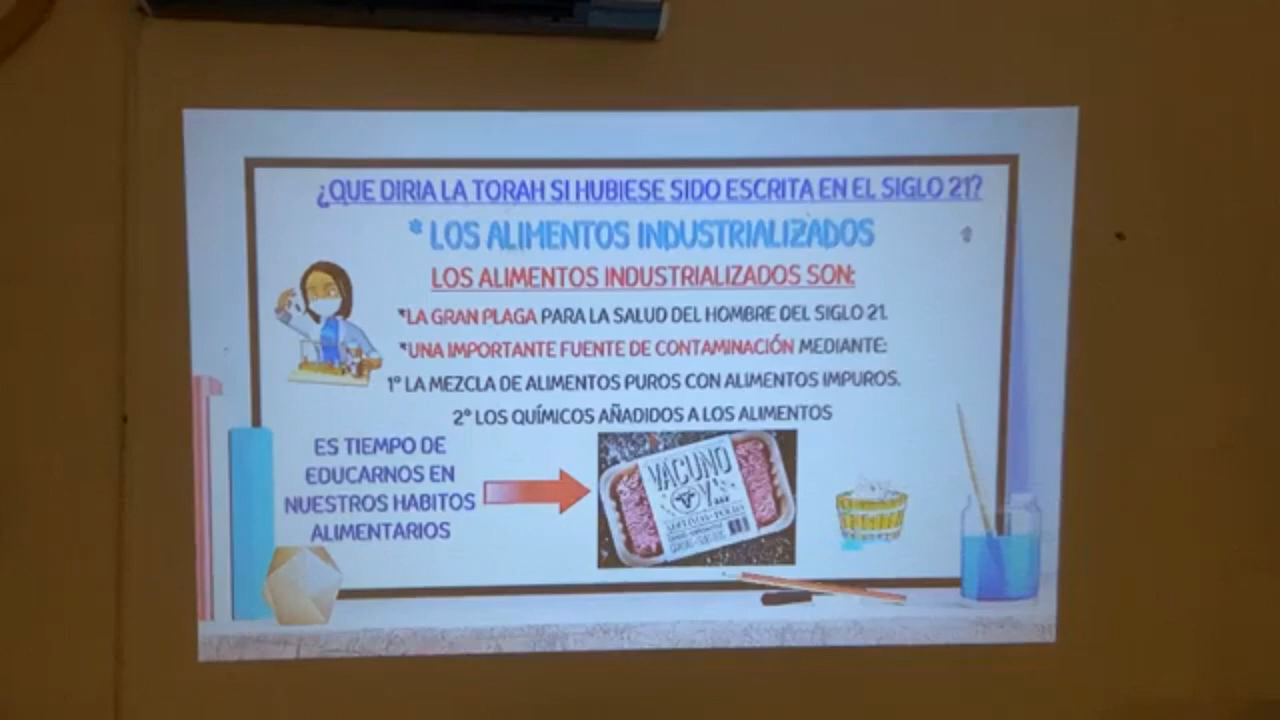 ¿QUE DIRIA LA TORAH SI HUBIESE SIDO ESCRITA EN EL SIGLO 21?
* LOS ALIMENTOS INDUSTRIALIZADOS
LOS ALIMENTOS INDUSTRIALIZADOS SON:
*LA GRAN PLAGA PARA LA SALUD DEL HOMBRE DEL SIGLO 21.
*UNA IMPORTANTE FUENTE DE CONTAMINACIÓN MEDIANTE:
1° LA MEZCLA DE ALIMENTOS PUROS CON ALIMENTOS IMPUROS.
2° LOS QUÍMICOS AÑADIDOS A LOS ALIMENTOS
ES TIEMPO DE
EDUCARNOS EN
NUESTROS HABITOS
ALIMENTARIOS
VACUNO
Y...